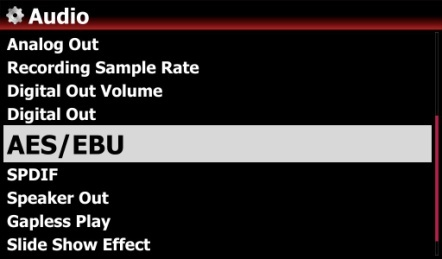 Audio
Analog Out
Recording Sample Rate
Digital Out Volume
Digital Out
AES/EBU
SPDIF
Speaker Out
Gapless Play
Slide Show Effect